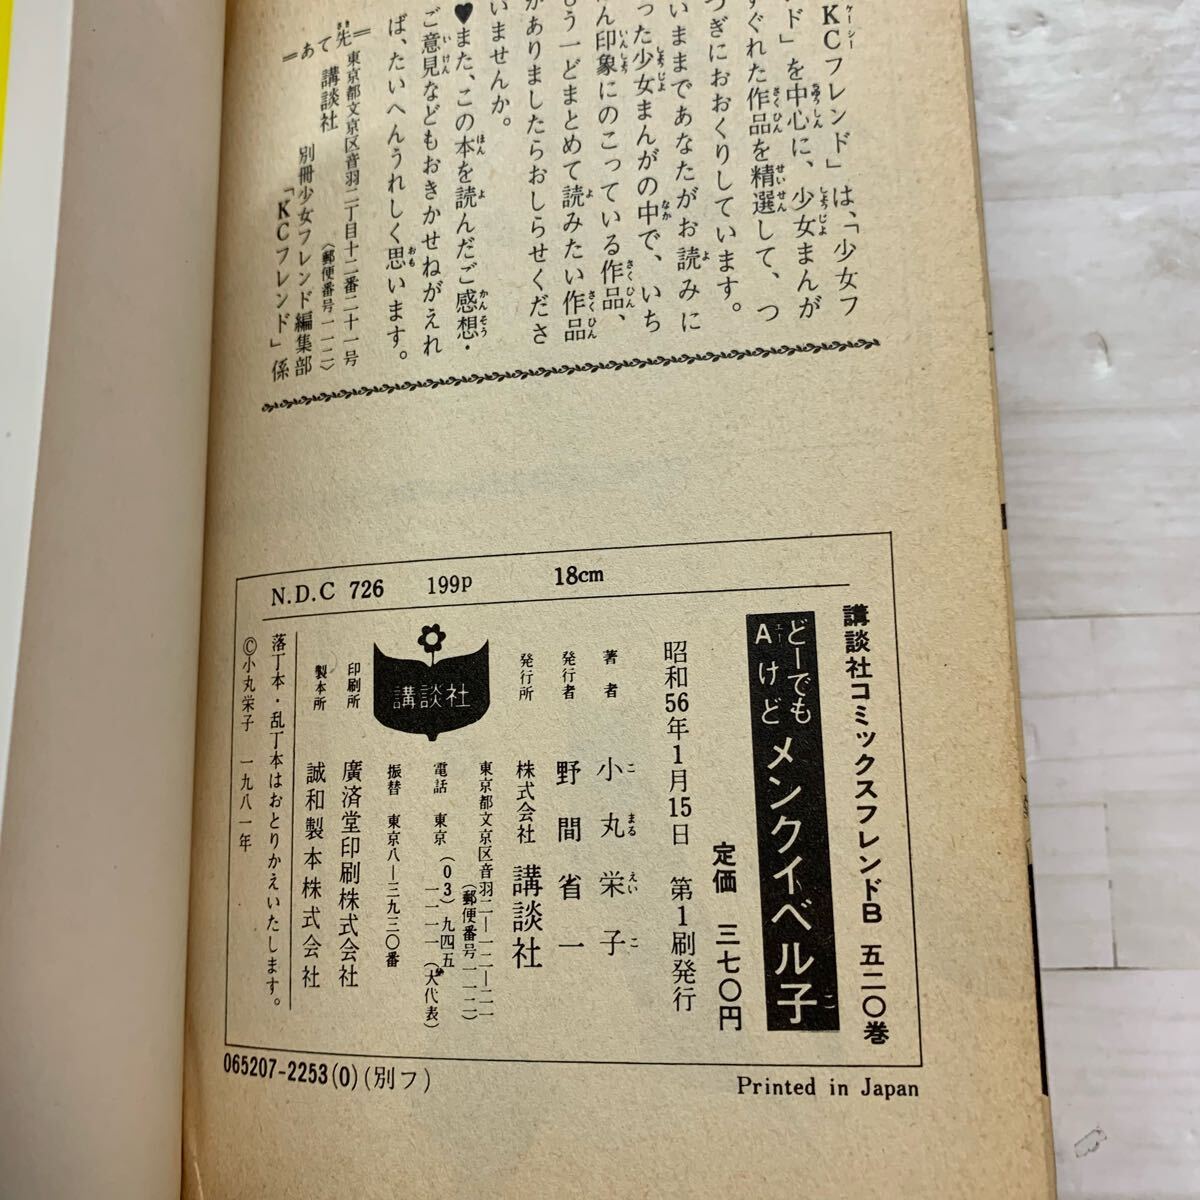 KCフレンド」は、「少女フ
ンド」を中心に、少女まんが
すぐれた作品を精選して、つ
つぎにおおくりしています。
いままであなたがお読みに
った少女まんがの中で、いち
ん印象にのこっている作品、
もう一どまとめて読みたい作品
がありましたらおしらせくださ
いませんか。
♥また、この本を読んだご感想・
ご意見などもおきかせねがえれ
ば、たいへんうれしく思います。
=あて先=
東京都文京区音羽二丁目十二番二十一号
(郵便番号一一二)
講談社 別冊少女フレンド編集部
「KCフレンド」係
N.D.C 726 199p 18cm
講談社コミックスフレンドB 五二〇巻
どーでもAけど メンクイベル子
定価 三七〇円
昭和56年1月15日 第1刷発行
著者 小丸栄子
発行者 野間省一
発行所 株式会社 講談社
東京都文京区音羽二―一二―二一
(郵便番号一一二)
電話 東京(03)九四五
一一一一(大代表)
振替 東京八―三九三〇番
講談社
印刷所 廣済堂印刷株式会社
製本所 誠和製本株式会社
落丁本・乱丁本はおとりかえいたします。
©小丸栄子 一九八一年
065207-2253(0)(別フ)
Printed in Japan